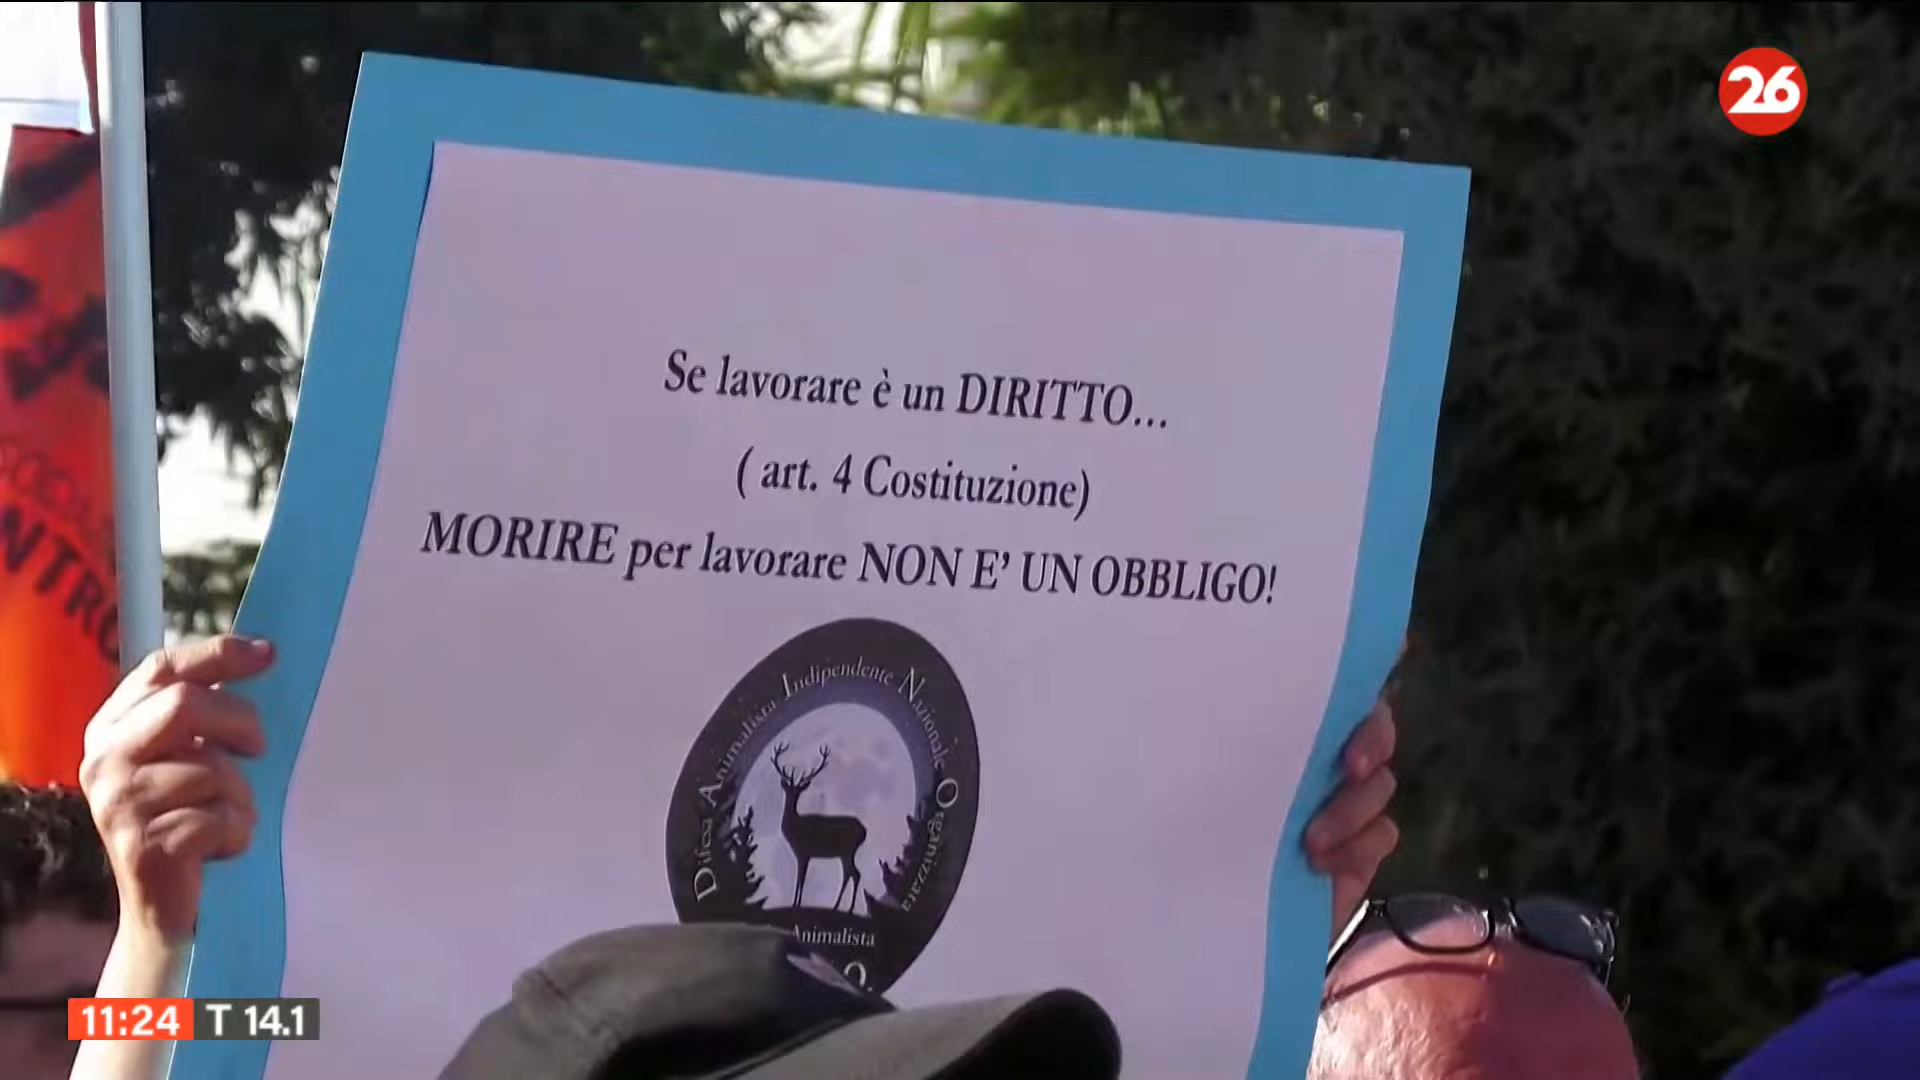 26
Se lavorare è un DIRITTO...
( art. 4 Costituzione)
MORIRE per lavorare NON E' UN OBBLIGO!
Difesa Animalista Indipendente Nazionale Organizzata
Animalista
NTRO
11:24 T 14.1